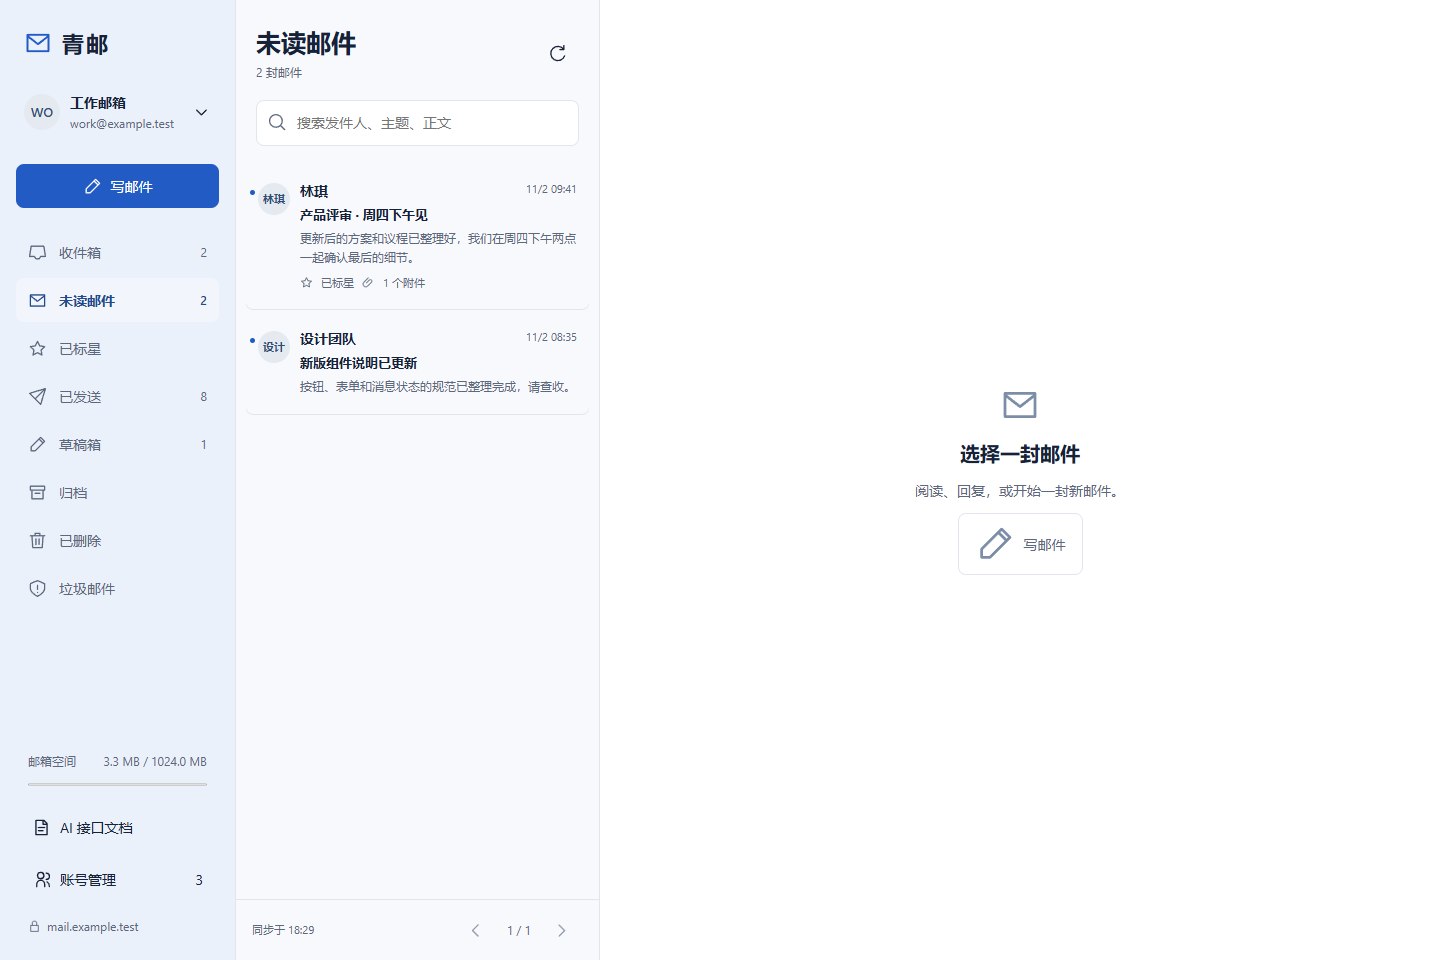 青邮
WO
工作邮箱
work@example.test
写邮件
收件箱 2
未读邮件 2
已标星
已发送 8
草稿箱 1
归档
已删除
垃圾邮件
邮箱空间 3.3 MB / 1024.0 MB
AI 接口文档
账号管理 3
mail.example.test
未读邮件
2 封邮件
搜索发件人、主题、正文
林琪
林琪 11/2 09:41
产品评审 · 周四下午见
更新后的方案和议程已整理好，我们在周四下午两点
一起确认最后的细节。
已标星 1 个附件
设计
设计团队 11/2 08:35
新版组件说明已更新
按钮、表单和消息状态的规范已整理完成，请查收。
同步于 18:29
1 / 1
选择一封邮件
阅读、回复，或开始一封新邮件。
写邮件